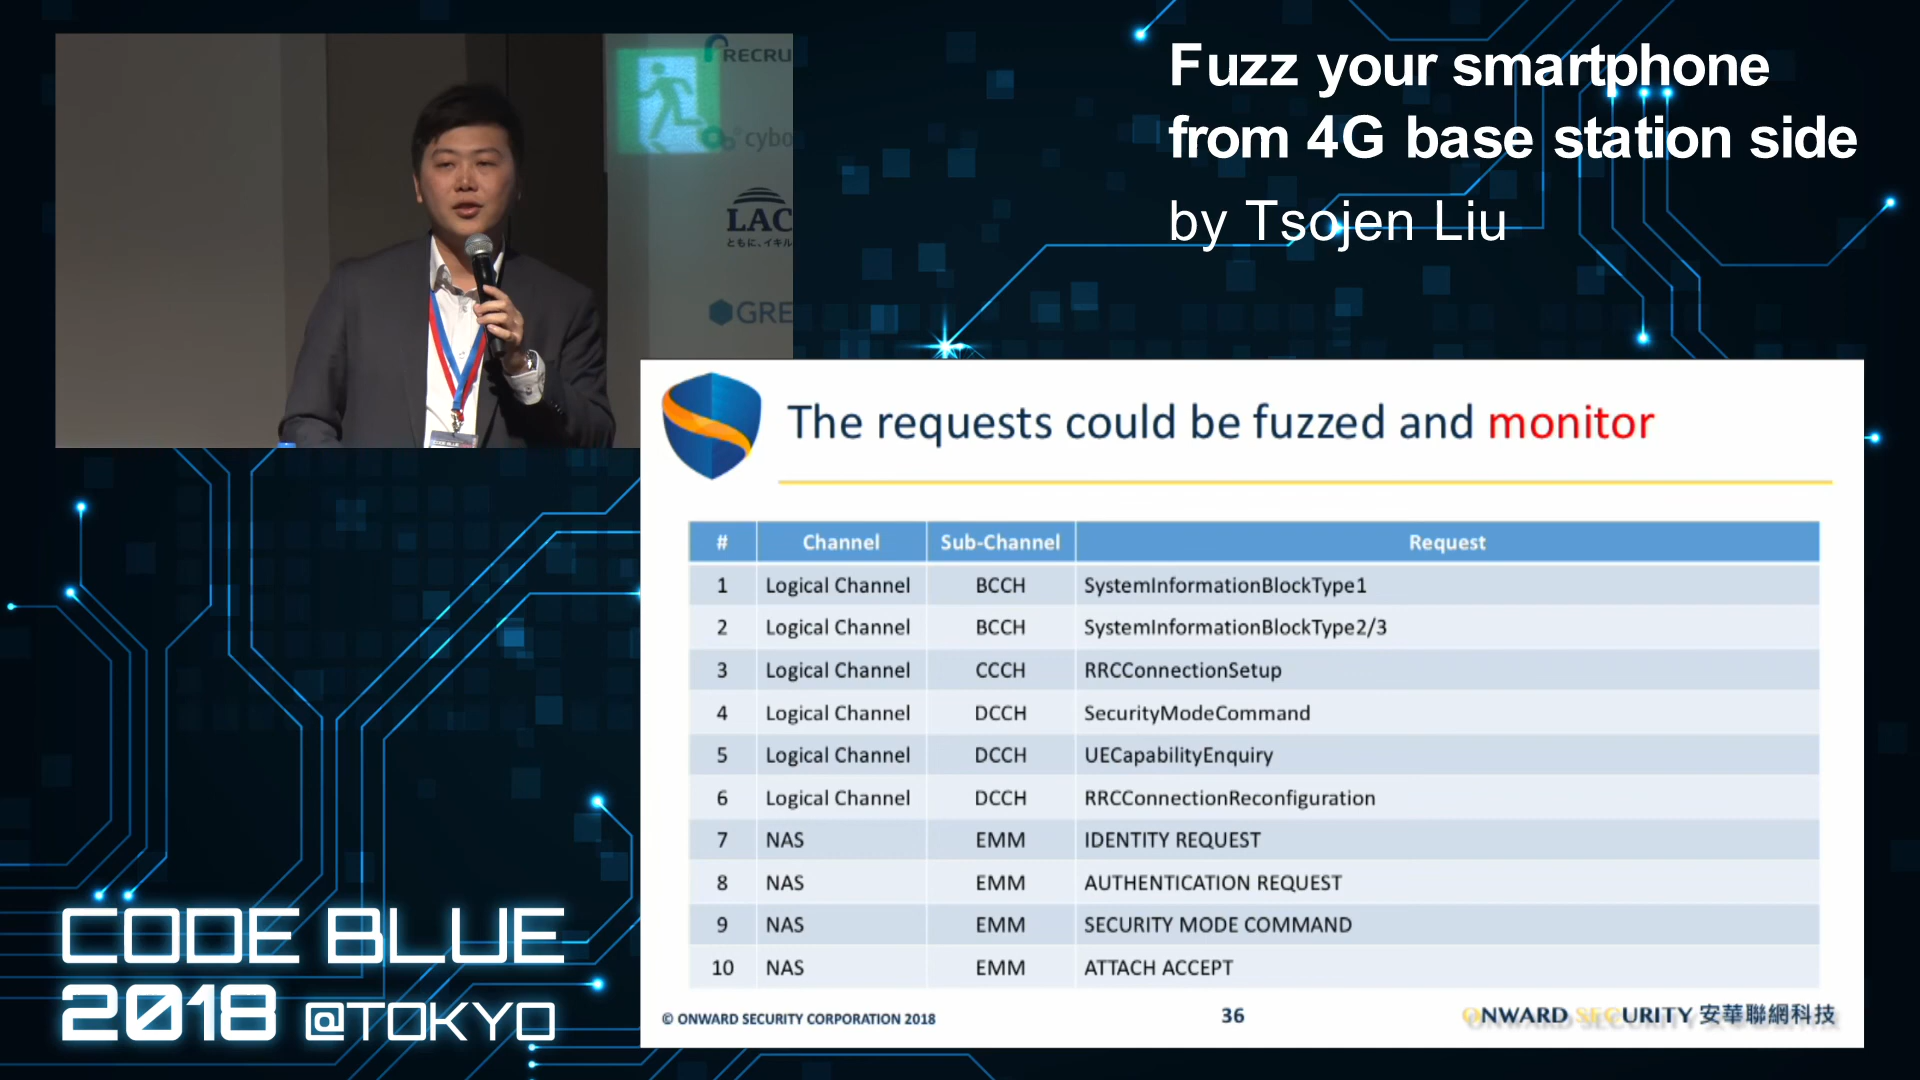 Fuzz your smartphone
from 4G base station side
by Tsojen Liu
LAC
ともに、イキル
The requests could be fuzzed and monitor
# Channel Sub-Channel Request
1 Logical Channel BCCH SystemInformationBlockType1
2 Logical Channel BCCH SystemInformationBlockType2/3
3 Logical Channel CCCH RRCConnectionSetup
4 Logical Channel DCCH SecurityModeCommand
5 Logical Channel DCCH UECapabilityEnquiry
6 Logical Channel DCCH RRCConnectionReconfiguration
7 NAS EMM IDENTITY REQUEST
8 NAS EMM AUTHENTICATION REQUEST
9 NAS EMM SECURITY MODE COMMAND
10 NAS EMM ATTACH ACCEPT
© ONWARD SECURITY CORPORATION 2018
36
ONWARD SECURITY 安華聯網科技
CODE BLUE
2018 @TOKYO